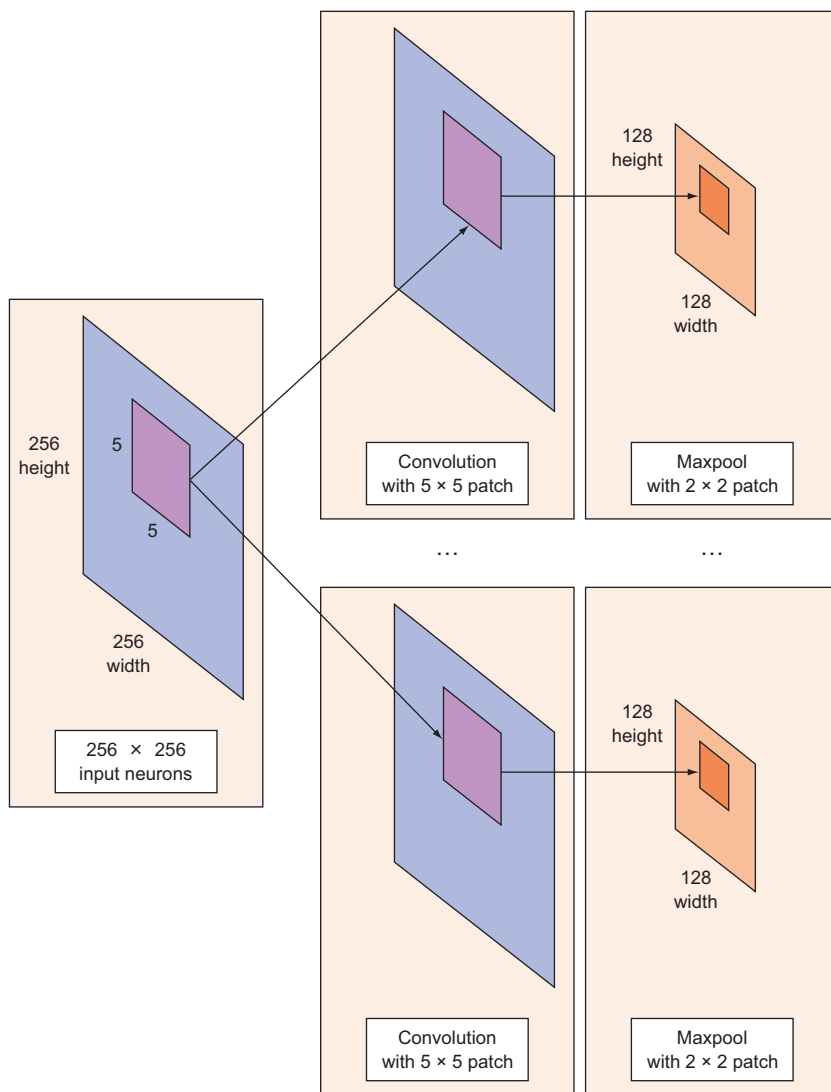 128
height
128
width
Convolution
with 5 × 5 patch
Maxpool
with 2 × 2 patch
256
height
5
5
256
width
256 × 256
input neurons
...
...
128
height
128
width
Convolution
with 5 × 5 patch
Maxpool
with 2 × 2 patch